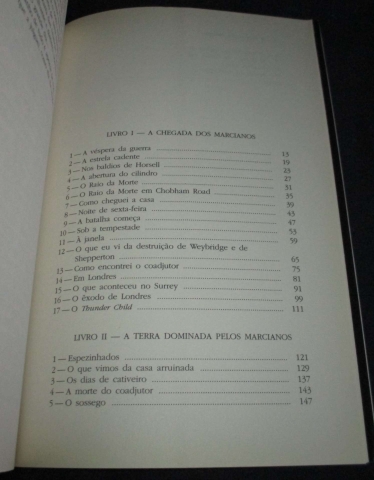 LIVRO I — A CHEGADA DOS MARCIANOS
1 — A véspera da guerra 13
2 — A estrela cadente 19
3 — Nos baldios de Horsell 23
4 — A abertura do cilindro 27
5 — O Raio da Morte 31
6 — O Raio da Morte em Chobham Road 35
7 — Como cheguei a casa 39
8 — Noite de sexta-feira 43
9 — A batalha começa 47
10 — Sob a tempestade 53
11 — À janela 59
12 — O que eu vi da destruição de Weybridge e de
Shepperton 65
13 — Como encontrei o coadjutor 75
14 — Em Londres 81
15 — O que aconteceu no Surrey 91
16 — O êxodo de Londres 99
17 — O Thunder Child 111
LIVRO II — A TERRA DOMINADA PELOS MARCIANOS
1 — Espezinhados 121
2 — O que vimos da casa arruinada 129
3 — Os dias de cativeiro 137
4 — A morte do coadjutor 143
5 — O sossego 147